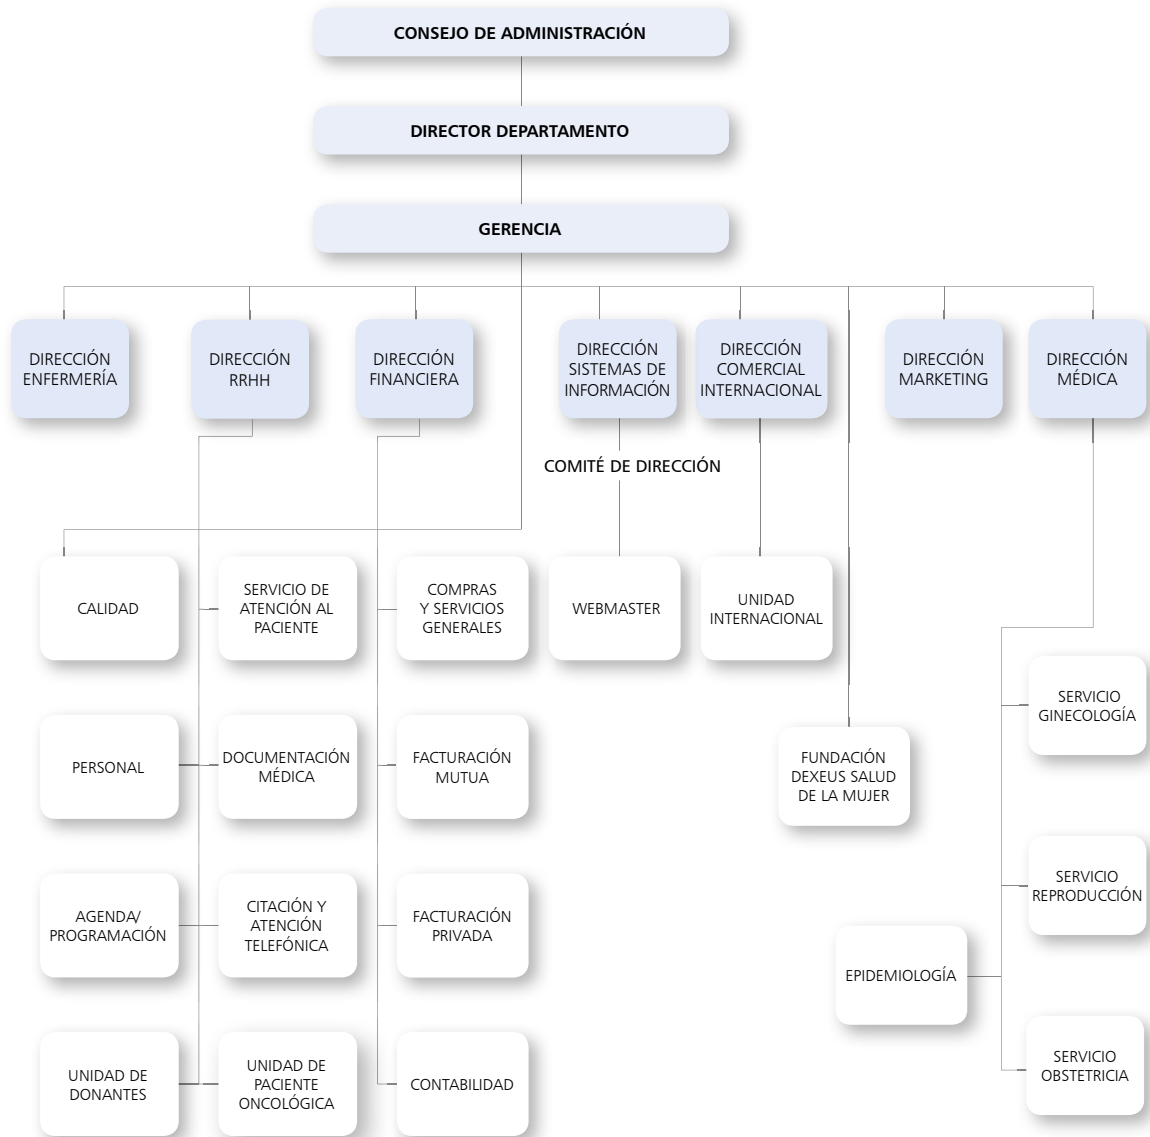 CONSEJO DE ADMINISTRACIÓN
DIRECTOR DEPARTAMENTO
GERENCIA
DIRECCIÓN
ENFERMERÍA
DIRECCIÓN
RRHH
DIRECCIÓN
FINANCIERA
DIRECCIÓN
SISTEMAS DE
INFORMACIÓN
DIRECCIÓN
COMERCIAL
INTERNACIONAL
DIRECCIÓN
MARKETING
DIRECCIÓN
MÉDICA
COMITÉ DE DIRECCIÓN
CALIDAD
SERVICIO DE
ATENCIÓN AL
PACIENTE
COMPRAS
Y SERVICIOS
GENERALES
WEBMASTER
UNIDAD
INTERNACIONAL
SERVICIO
GINECOLOGÍA
PERSONAL
DOCUMENTACIÓN
MÉDICA
FACTURACIÓN
MUTUA
FUNDACIÓN
DEXEUS SALUD
DE LA MUJER
SERVICIO
REPRODUCCIÓN
AGENDA/
PROGRAMACIÓN
CITACIÓN Y
ATENCIÓN
TELEFÓNICA
FACTURACIÓN
PRIVADA
EPIDEMIOLOGÍA
UNIDAD DE
DONANTES
UNIDAD DE
PACIENTE
ONCOLÓGICA
CONTABILIDAD
SERVICIO
OBSTETRICIA